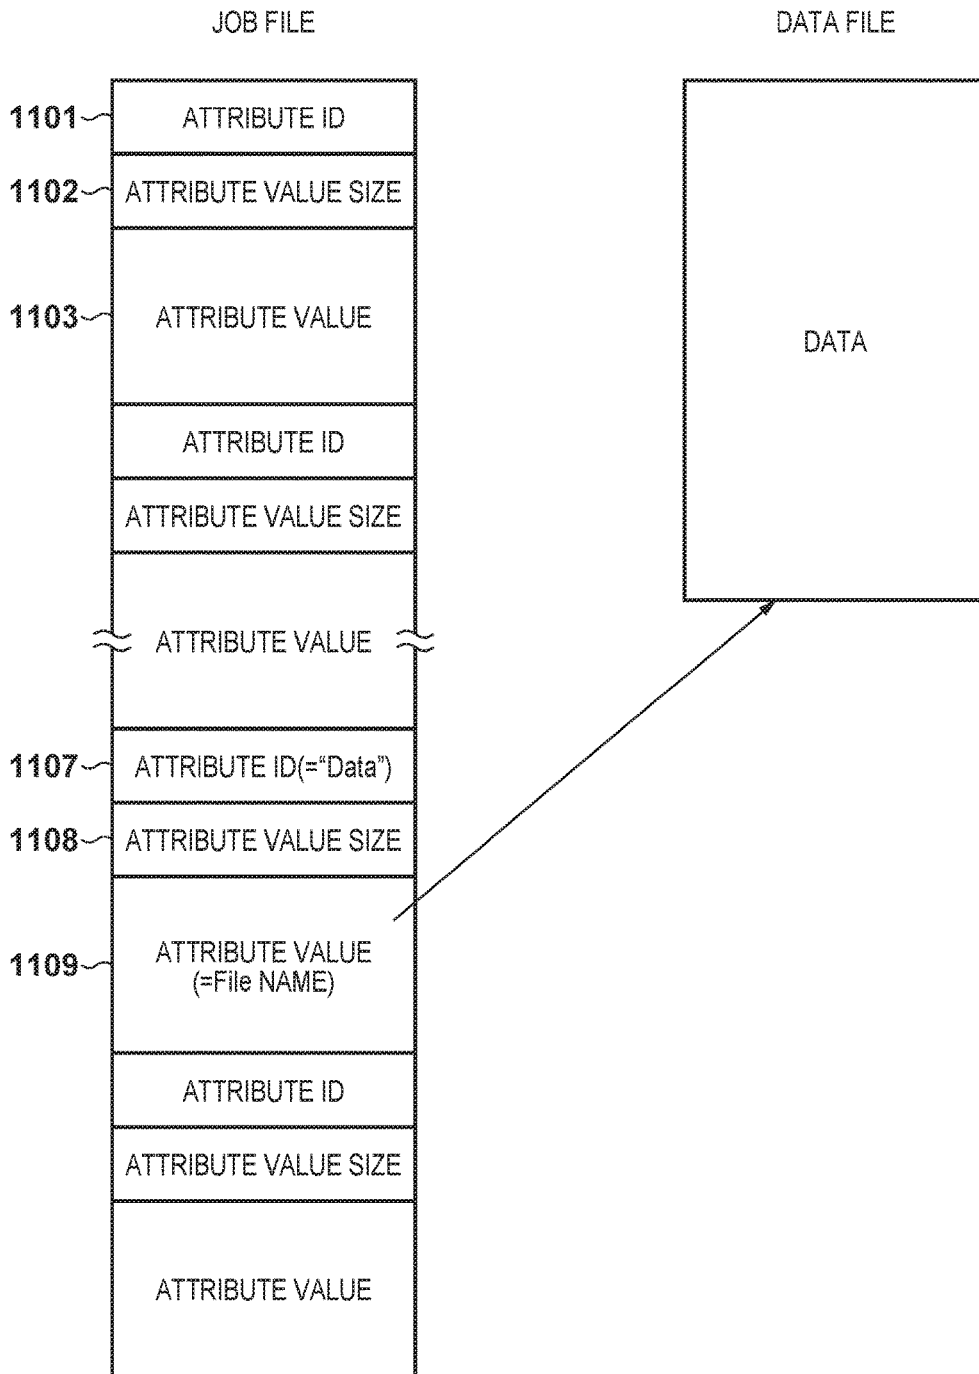 JOB FILE
DATA FILE
1101
ATTRIBUTE ID
1102
ATTRIBUTE VALUE SIZE
1103
ATTRIBUTE VALUE
DATA
ATTRIBUTE ID
ATTRIBUTE VALUE SIZE
ATTRIBUTE VALUE
1107
ATTRIBUTE ID(="Data")
1108
ATTRIBUTE VALUE SIZE
1109
ATTRIBUTE VALUE
(=File NAME)
ATTRIBUTE ID
ATTRIBUTE VALUE SIZE
ATTRIBUTE VALUE